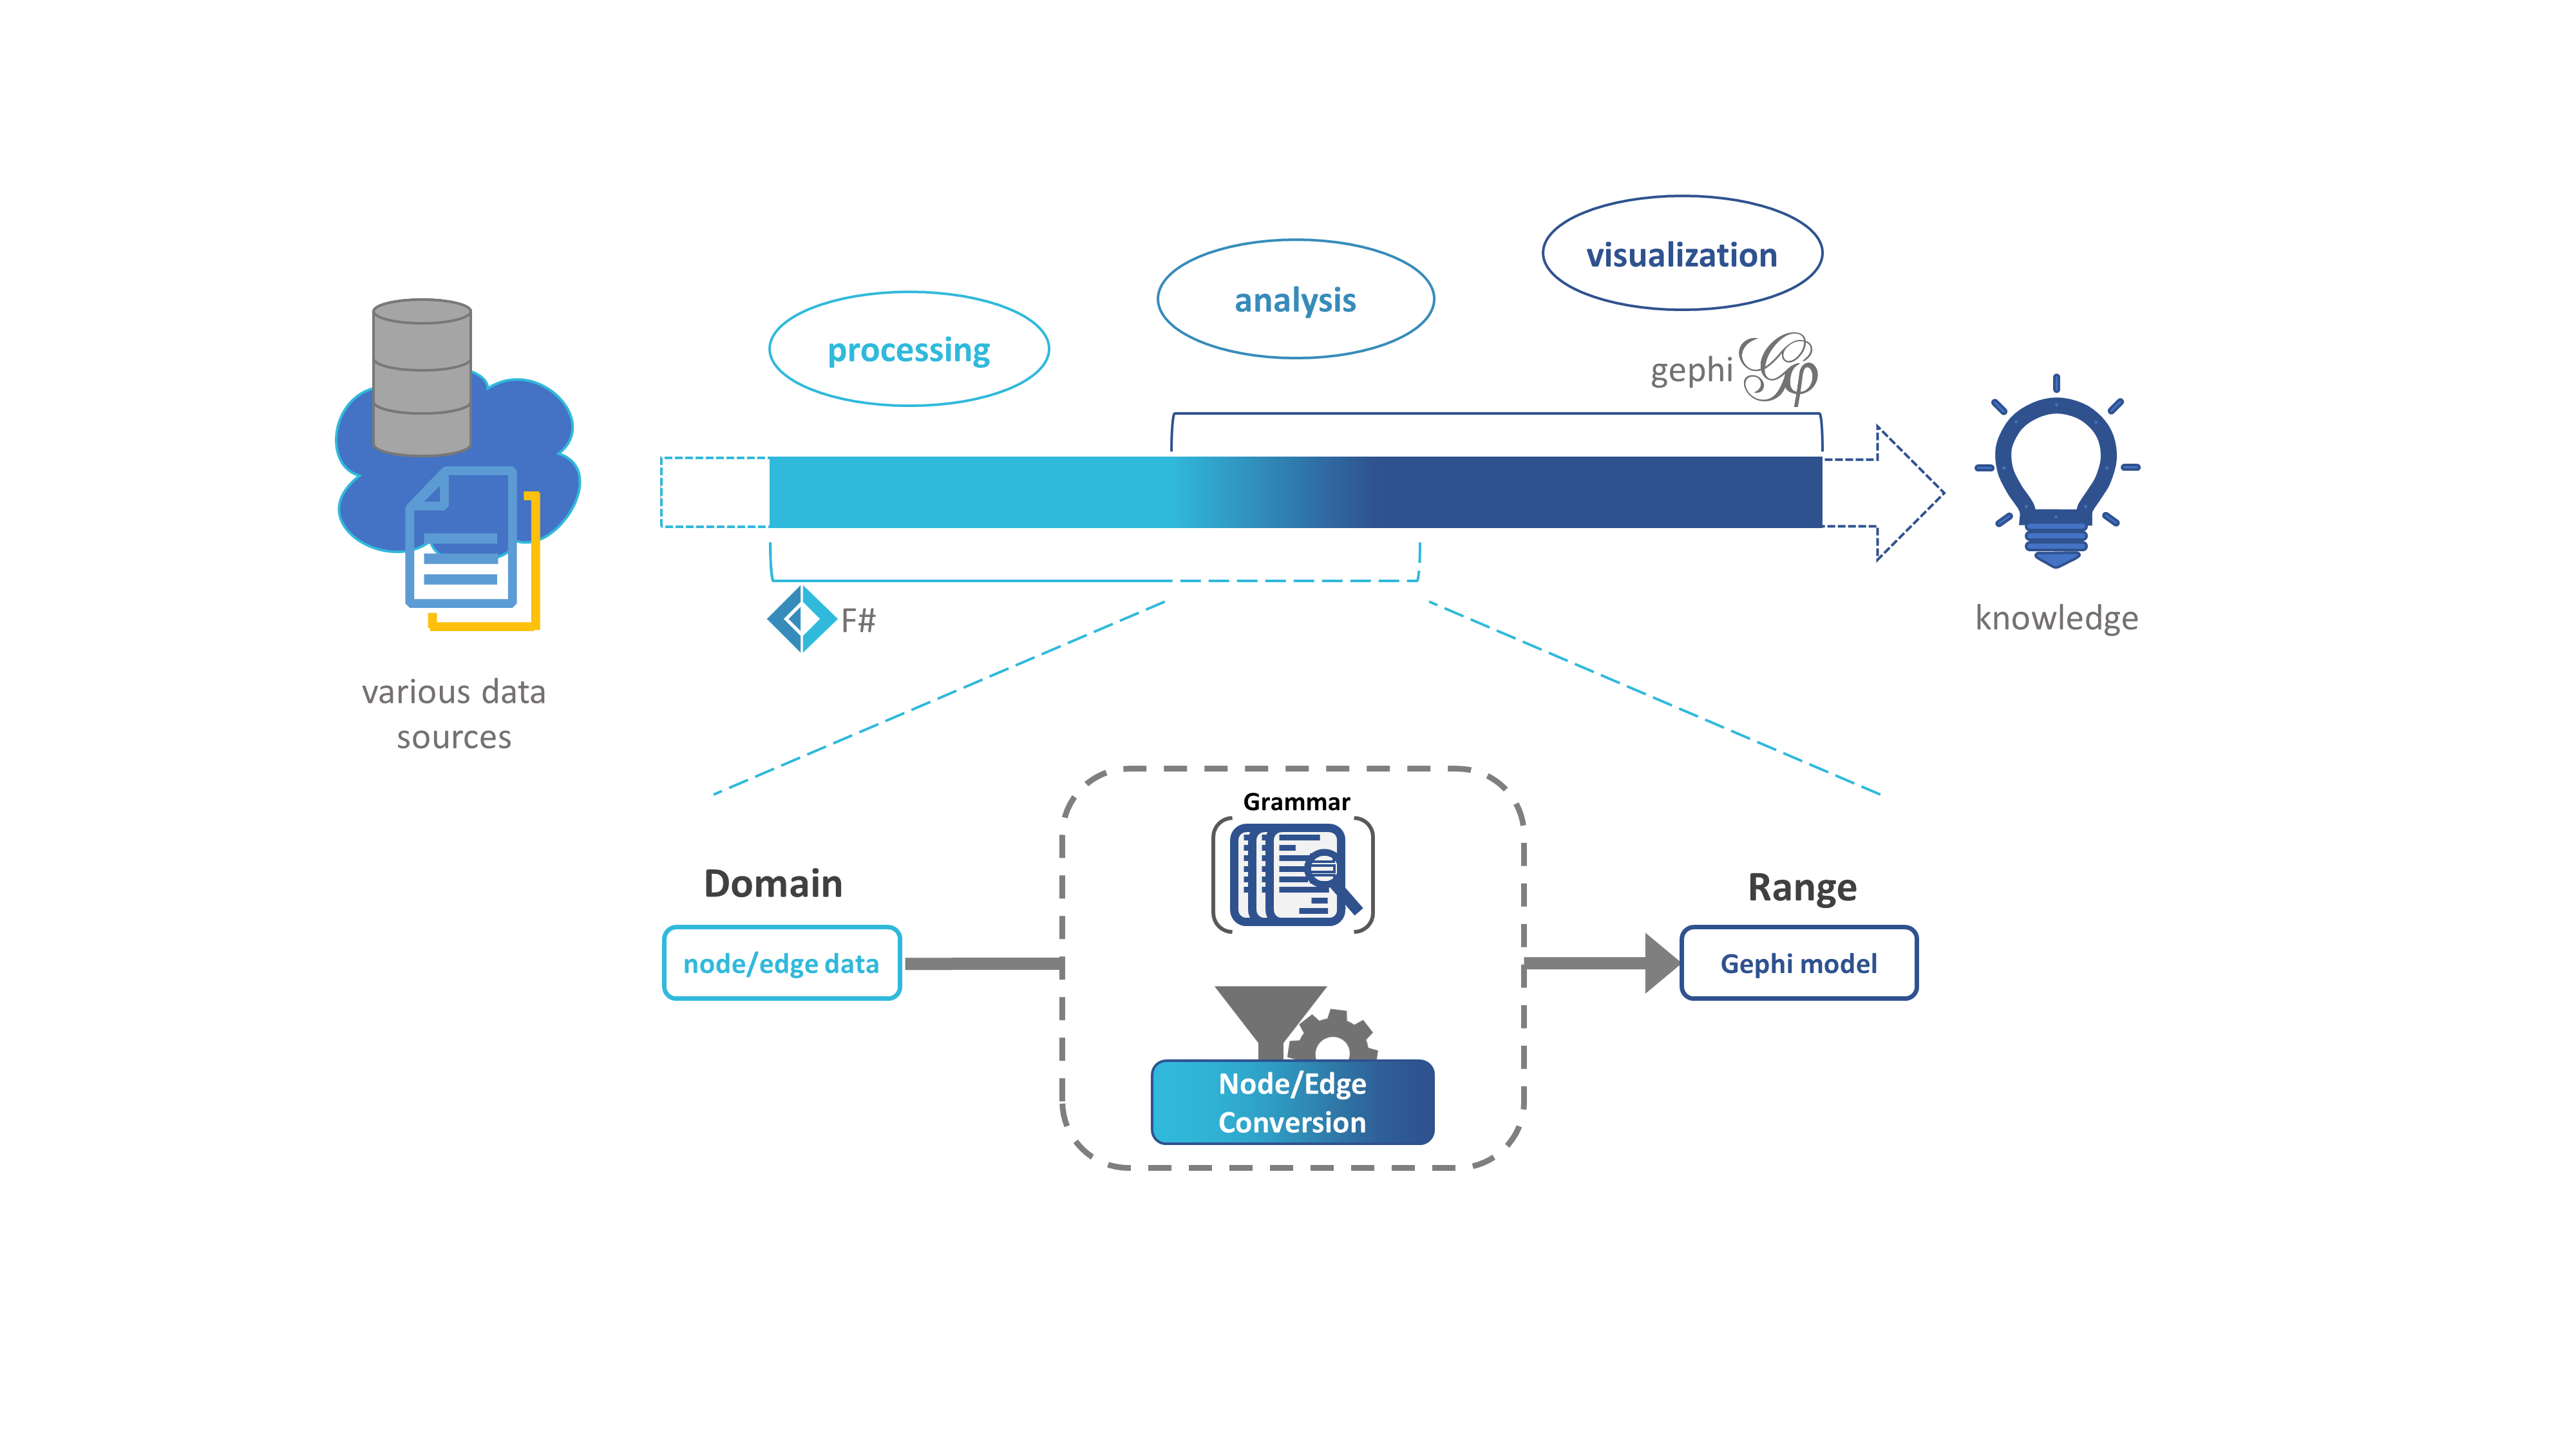 visualization
analysis
processing
gephi
F#
knowledge
various data
sources
Grammar
Domain
Range
node/edge data
Gephi model
Node/Edge
Conversion